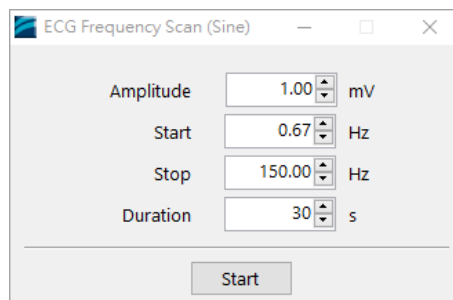 ECG Frequency Scan (Sine)
Amplitude 1.00 mV
Start 0.67 Hz
Stop 150.00 Hz
Duration 30 s
Start